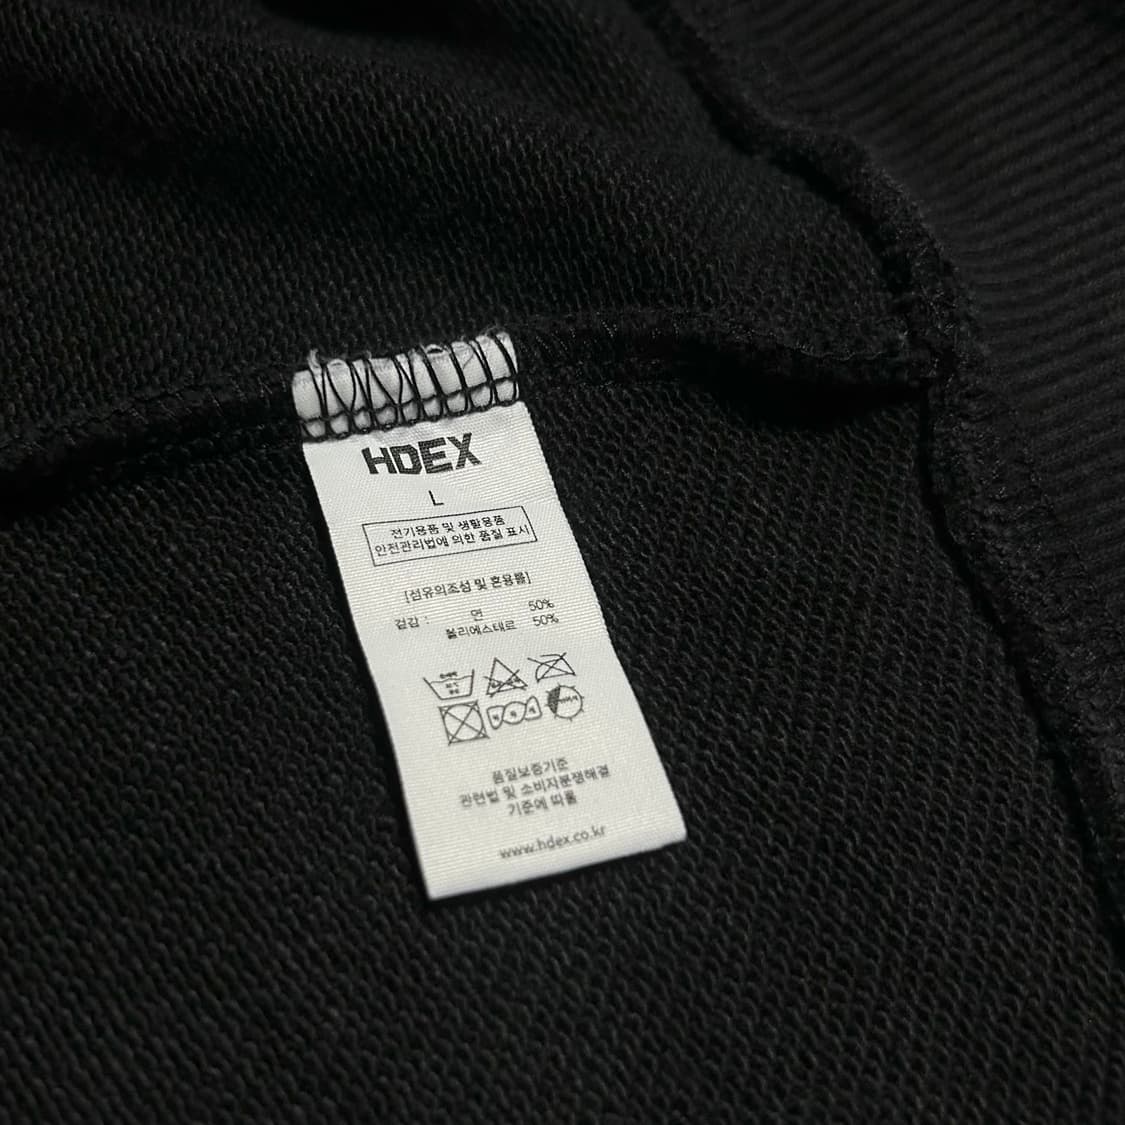 HDEX
L
전기용품 및 생활용품
안전관리법에 의한 품질 표시
[섬유의조성 및 혼용률]
겉감 : 면 50%
폴리에스테르 50%
품질보증기준
관련법 및 소비자분쟁해결
기준에 따름
www.hdex.co.kr